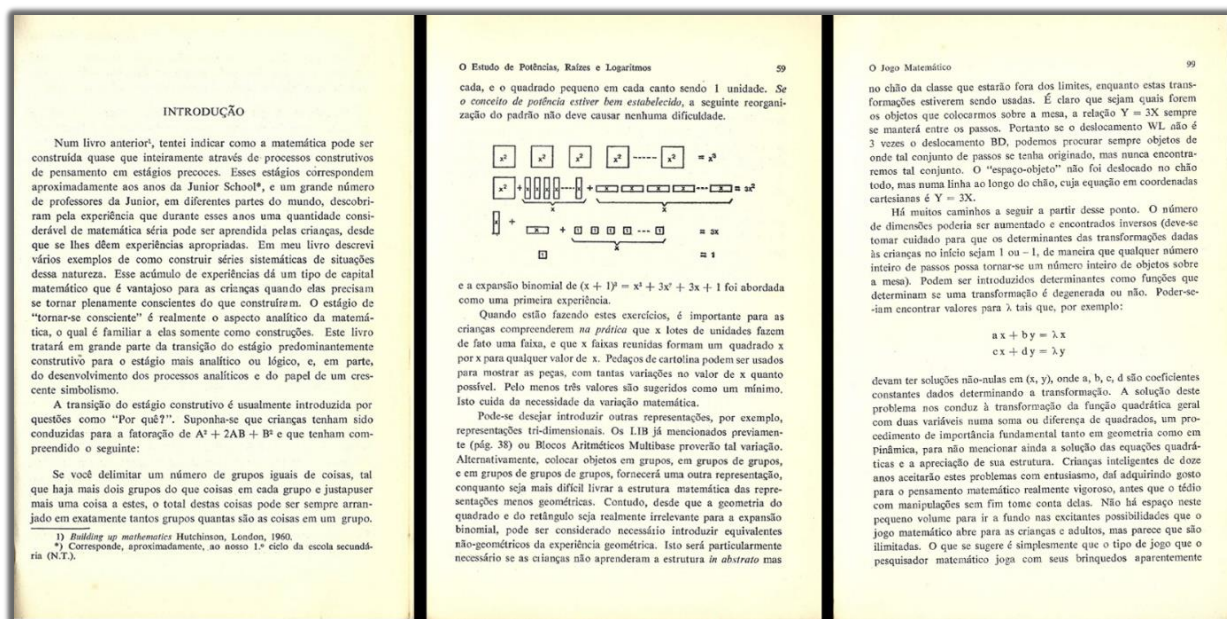 INTRODUÇÃO
Num livro anterior¹, tentei indicar como a matemática pode ser
construída quase que inteiramente através de processos construtivos
de pensamento em estágios precoces. Esses estágios correspondem
aproximadamente aos anos da Junior School*, e um grande número
de professores da Junior, em diferentes partes do mundo, descobri-
ram pela experiência que durante esses anos uma quantidade consi-
derável de matemática séria pode ser aprendida pelas crianças, desde
que se lhes dêem experiências apropriadas. Em meu livro descrevi
vários exemplos de como construir séries sistemáticas de situações
dessa natureza. Esse acúmulo de experiências dá um tipo de capital
matemático que é vantajoso para as crianças quando elas precisam
se tornar plenamente conscientes do que construíram. O estágio de
"tornar-se consciente" é realmente o aspecto analítico da matemá-
tica, o qual é familiar a elas somente como construções. Este livro
tratará em grande parte da transição do estágio predominantemente
construtivo para o estágio mais analítico ou lógico, e, em parte,
do desenvolvimento dos processos analíticos e do papel de um cres-
cente simbolismo.
A transição do estágio construtivo é usualmente introduzida por
questões como "Por quê?". Suponha-se que crianças tenham sido
conduzidas para a fatoração de A² + 2AB + B² e que tenham com-
preendido o seguinte:
Se você delimitar um número de grupos iguais de coisas, tal
que haja mais dois grupos do que coisas em cada grupo e justapuser
mais uma coisa a estes, o total destas coisas pode ser sempre arran-
jado em exatamente tantos grupos quantas são as coisas em um grupo.
1) Building up mathematics Hutchinson, London, 1960.
*) Corresponde, aproximadamente, ao nosso 1.º ciclo da escola secundá-
ria (N.T.).
O Estudo de Potências, Raízes e Logaritmos 59
cada, e o quadrado pequeno em cada canto sendo 1 unidade. Se
o conceito de potência estiver bem estabelecido, a seguinte reorgani-
zação do padrão não deve causar nenhuma dificuldade.
x² x² x² x² ----- x² = x³
x² + x x x x ---- x + x x x x --- x = 3x²
x x
x + x + 1 1 1 1 --- 1 = 3x
x
1 = 1
e a expansão binomial de (x + 1)³ = x³ + 3x² + 3x + 1 foi abordada
como uma primeira experiência.
Quando estão fazendo estes exercícios, é importante para as
crianças compreenderem na prática que x lotes de unidades fazem
de fato uma faixa, e que x faixas reunidas formam um quadrado x
por x para qualquer valor de x. Pedaços de cartolina podem ser usados
para mostrar as peças, com tantas variações no valor de x quanto
possível. Pelo menos três valores são sugeridos como um mínimo.
Isto cuida da necessidade da variação matemática.
Pode-se desejar introduzir outras representações, por exemplo,
representações tri-dimensionais. Os LIB já mencionados previamen-
te (pág. 38) ou Blocos Aritméticos Multibase proverão tal variação.
Alternativamente, colocar objetos em grupos, em grupos de grupos,
e em grupos de grupos de grupos, fornecerá uma outra representação,
conquanto seja mais difícil livrar a estrutura matemática das repre-
sentações menos geométricas. Contudo, desde que a geometria do
quadrado e do retângulo seja realmente irrelevante para a expansão
binomial, pode ser considerado necessário introduzir equivalentes
não-geométricos da experiência geométrica. Isto será particularmente
necessário se as crianças não aprenderam a estrutura in abstrato mas
O Jogo Matemático 99
no chão da classe que estarão fora dos limites, enquanto estas trans-
formações estiverem sendo usadas. É claro que sejam quais forem
os objetos que colocarmos sobre a mesa, a relação Y = 3X sempre
se manterá entre os passos. Portanto se o deslocamento WL não é
3 vezes o deslocamento BD, podemos procurar sempre objetos de
onde tal conjunto de passos se tenha originado, mas nunca encontra-
remos tal conjunto. O "espaço-objeto" não foi deslocado no chão
todo, mas numa linha ao longo do chão, cuja equação em coordenadas
cartesianas é Y = 3X.
Há muitos caminhos a seguir a partir desse ponto. O número
de dimensões poderia ser aumentado e encontrados inversos (deve-se
tomar cuidado para que os determinantes das transformações dadas
às crianças no início sejam 1 ou – 1, de maneira que qualquer número
inteiro de passos possa tornar-se um número inteiro de objetos sobre
a mesa). Podem ser introduzidos determinantes como funções que
determinam se uma transformação é degenerada ou não. Poder-se-
-iam encontrar valores para λ tais que, por exemplo:
a x + b y = λ x
c x + d y = λ y
devam ter soluções não-nulas em (x, y), onde a, b, c, d são coeficientes
constantes dados determinando a transformação. A solução deste
problema nos conduz à transformação da função quadrática geral
com duas variáveis numa soma ou diferença de quadrados, um pro-
cedimento de importância fundamental tanto em geometria como em
Pinâmica, para não mencionar ainda a solução das equações quadrá-
ticas e a apreciação de sua estrutura. Crianças inteligentes de doze
anos aceitarão estes problemas com entusiasmo, daí adquirindo gosto
para o pensamento matemático realmente vigoroso, antes que o tédio
com manipulações sem fim tome conta delas. Não há espaço neste
pequeno volume para ir a fundo nas excitantes possibilidades que o
jogo matemático abre para as crianças e adultos, mas parece que são
ilimitadas. O que se sugere é simplesmente que o tipo de jogo que o
pesquisador matemático joga com seus brinquedos aparentemente